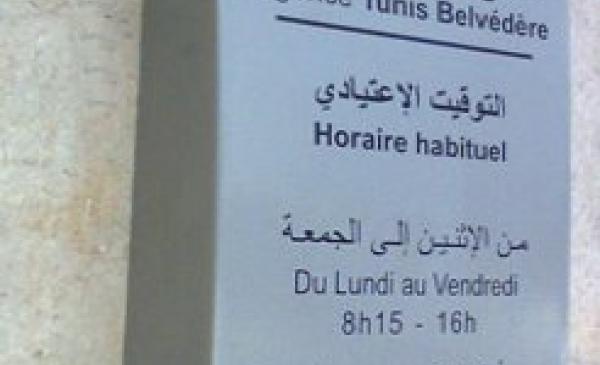 Tunis Belvédère
التوقيت الإعتيادي
Horaire habituel
من الإثنين إلى الجمعة
Du Lundi au Vendredi
8h15 - 16h